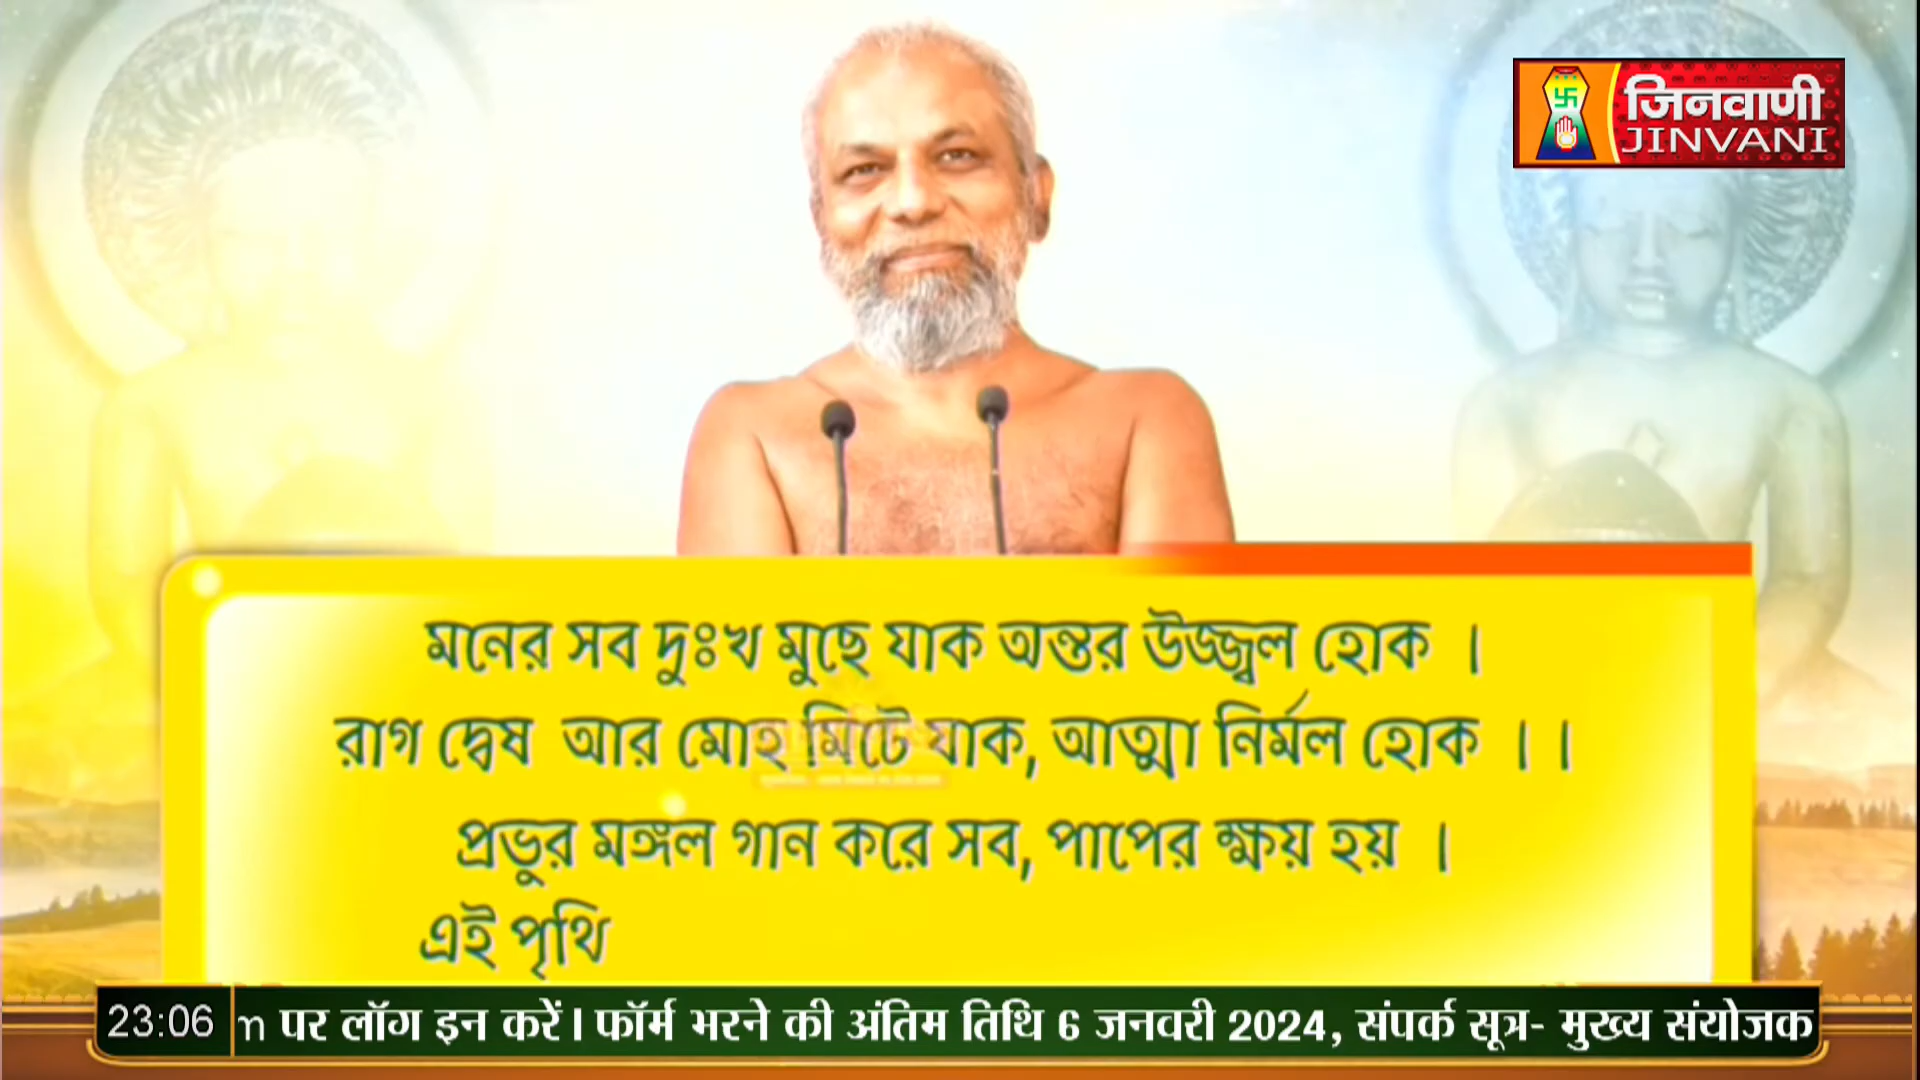 जिनवाणी
JINVANI
মনের সব দুঃখ মুছে যাক অন্তর উজ্জ্বল হোক ।
রাগ দ্বেষ আর মোহ মিটে যাক, আত্মা নির্মল হোক ।।
প্রভুর মঙ্গল গান করে সব, পাপের ক্ষয় হয় ।
এই পৃথি
23:06 m पर लॉग इन करें। फॉर्म भरने की अंतिम तिथि 6 जनवरी 2024, संपर्क सूत्र- मुख्य संयोजक